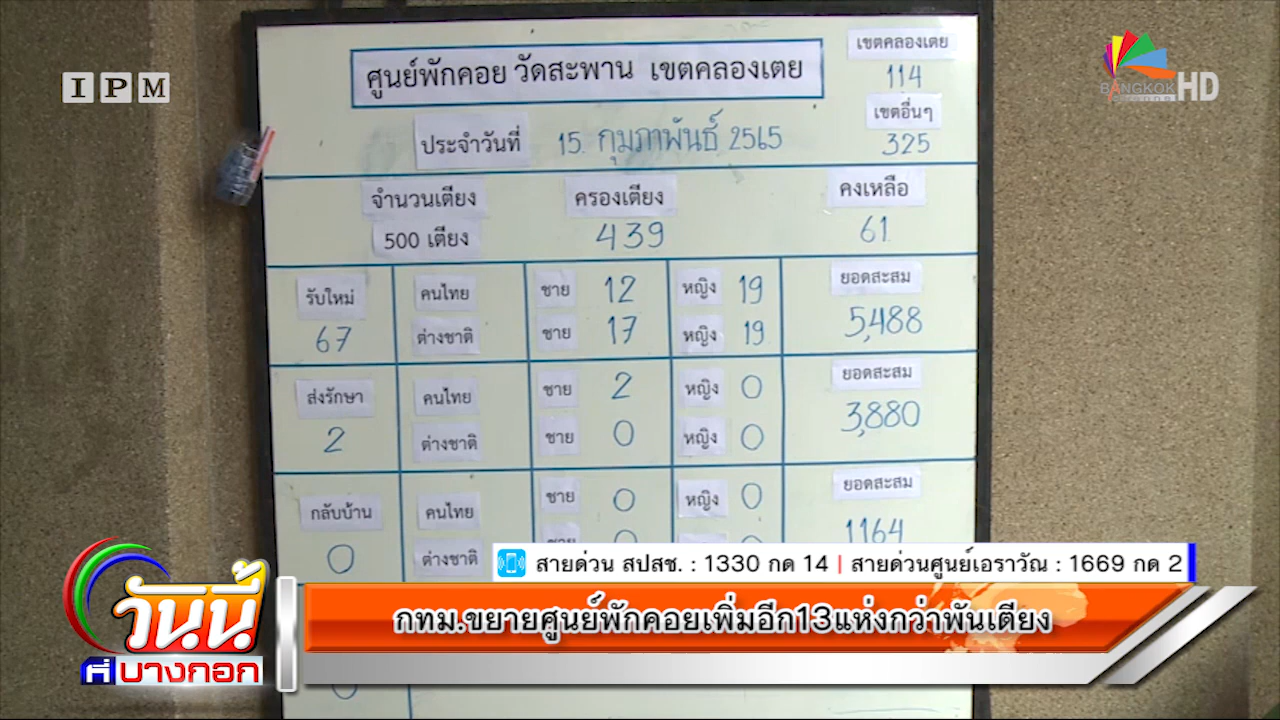 IPM
BANGKOK
HD
ศูนย์พักคอย วัดสะพาน เขตคลองเตย
เขตคลองเตย
114
เขตอื่นๆ
325
ประจำวันที่ 15 กุมภาพันธ์ 2565
จำนวนเตียง ครองเตียง คงเหลือ
500 เตียง 439 61
รับใหม่ คนไทย ชาย 12 หญิง 19 ยอดสะสม
67 ต่างชาติ ชาย 17 หญิง 19 5,488
ส่งรักษา คนไทย ชาย 2 หญิง 0 ยอดสะสม
2 ต่างชาติ ชาย 0 หญิง 0 3,880
กลับบ้าน คนไทย ชาย 0 หญิง 0 ยอดสะสม
0 ต่างชาติ ชาย 1164
สายด่วน สปสช. : 1330 กด 14 | สายด่วนศูนย์เอราวัณ : 1669 กด 2
กทม.ขยายศูนย์พักคอยเพิ่มอีก13แห่งกว่าพันเตียง
วันนี้
ที่บางกอก